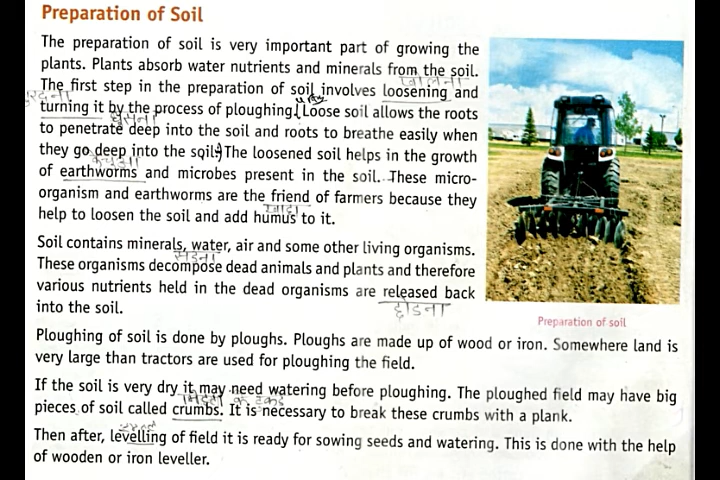 Preparation of Soil
The preparation of soil is very important part of growing the
plants. Plants absorb water nutrients and minerals from the soil.
खोलना
The first step in the preparation of soil involves loosening and
turning it by the process of ploughing. Loose soil allows the roots
घुसना
to penetrate deep into the soil and roots to breathe easily when
they go deep into the soil. The loosened soil helps in the growth
केंचुआ
of earthworms and microbes present in the soil. These micro-
organism and earthworms are the friend of farmers because they
खाद
help to loosen the soil and add humus to it.
Soil contains minerals, water, air and some other living organisms.
सड़ना
These organisms decompose dead animals and plants and therefore
various nutrients held in the dead organisms are released back
छोडना
into the soil.
Preparation of soil
Ploughing of soil is done by ploughs. Ploughs are made up of wood or iron. Somewhere land is
very large than tractors are used for ploughing the field.
If the soil is very dry it may need watering before ploughing. The ploughed field may have big
मिट्टी के टुकड़े
pieces of soil called crumbs. It is necessary to break these crumbs with a plank.
Then after, levelling of field it is ready for sowing seeds and watering. This is done with the help
of wooden or iron leveller.